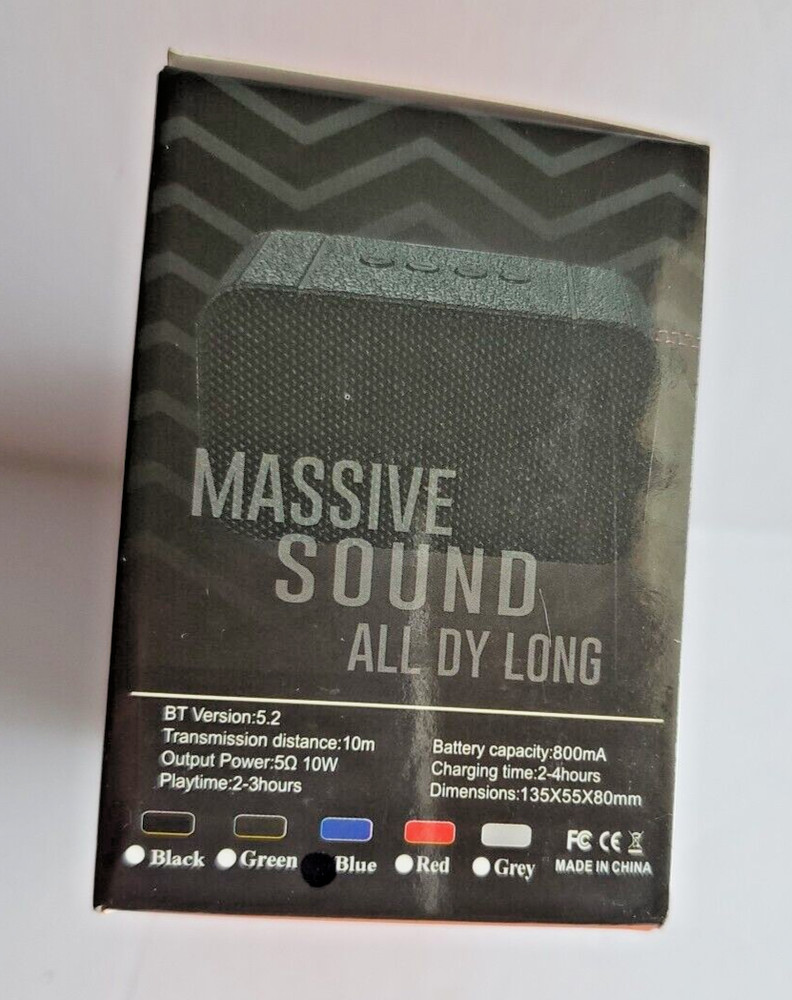 MASSIVE
SOUND
ALL DY LONG
BT Version:5.2
Transmission distance:10m
Output Power:5Ω 10W
Playtime:2-3hours
Battery capacity:800mA
Charging time:2-4hours
Dimensions:135X55X80mm
Black Green Blue Red Grey
FC CE
MADE IN CHINA